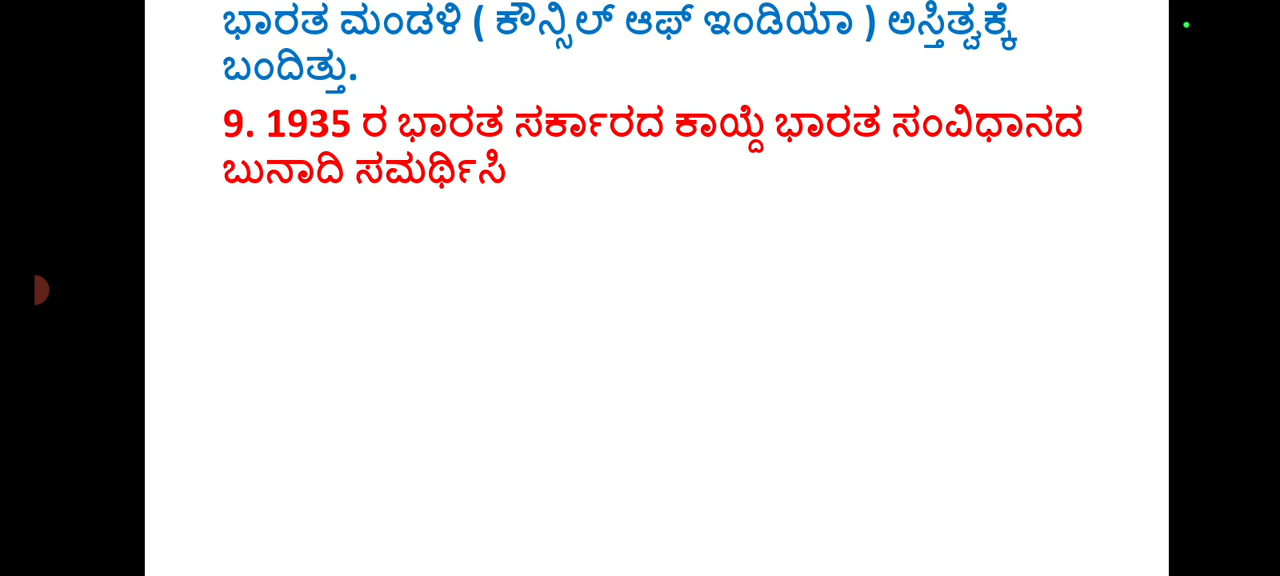 ಭಾರತ ಮಂಡಳಿ ( ಕೌನ್ಸಿಲ್ ಆಫ್ ಇಂಡಿಯಾ ) ಅಸ್ತಿತ್ವಕ್ಕೆ
ಬಂದಿತ್ತು.
9. 1935 ರ ಭಾರತ ಸರ್ಕಾರದ ಕಾಯ್ದೆ ಭಾರತ ಸಂವಿಧಾನದ
ಬುನಾದಿ ಸಮರ್ಥಿಸಿ